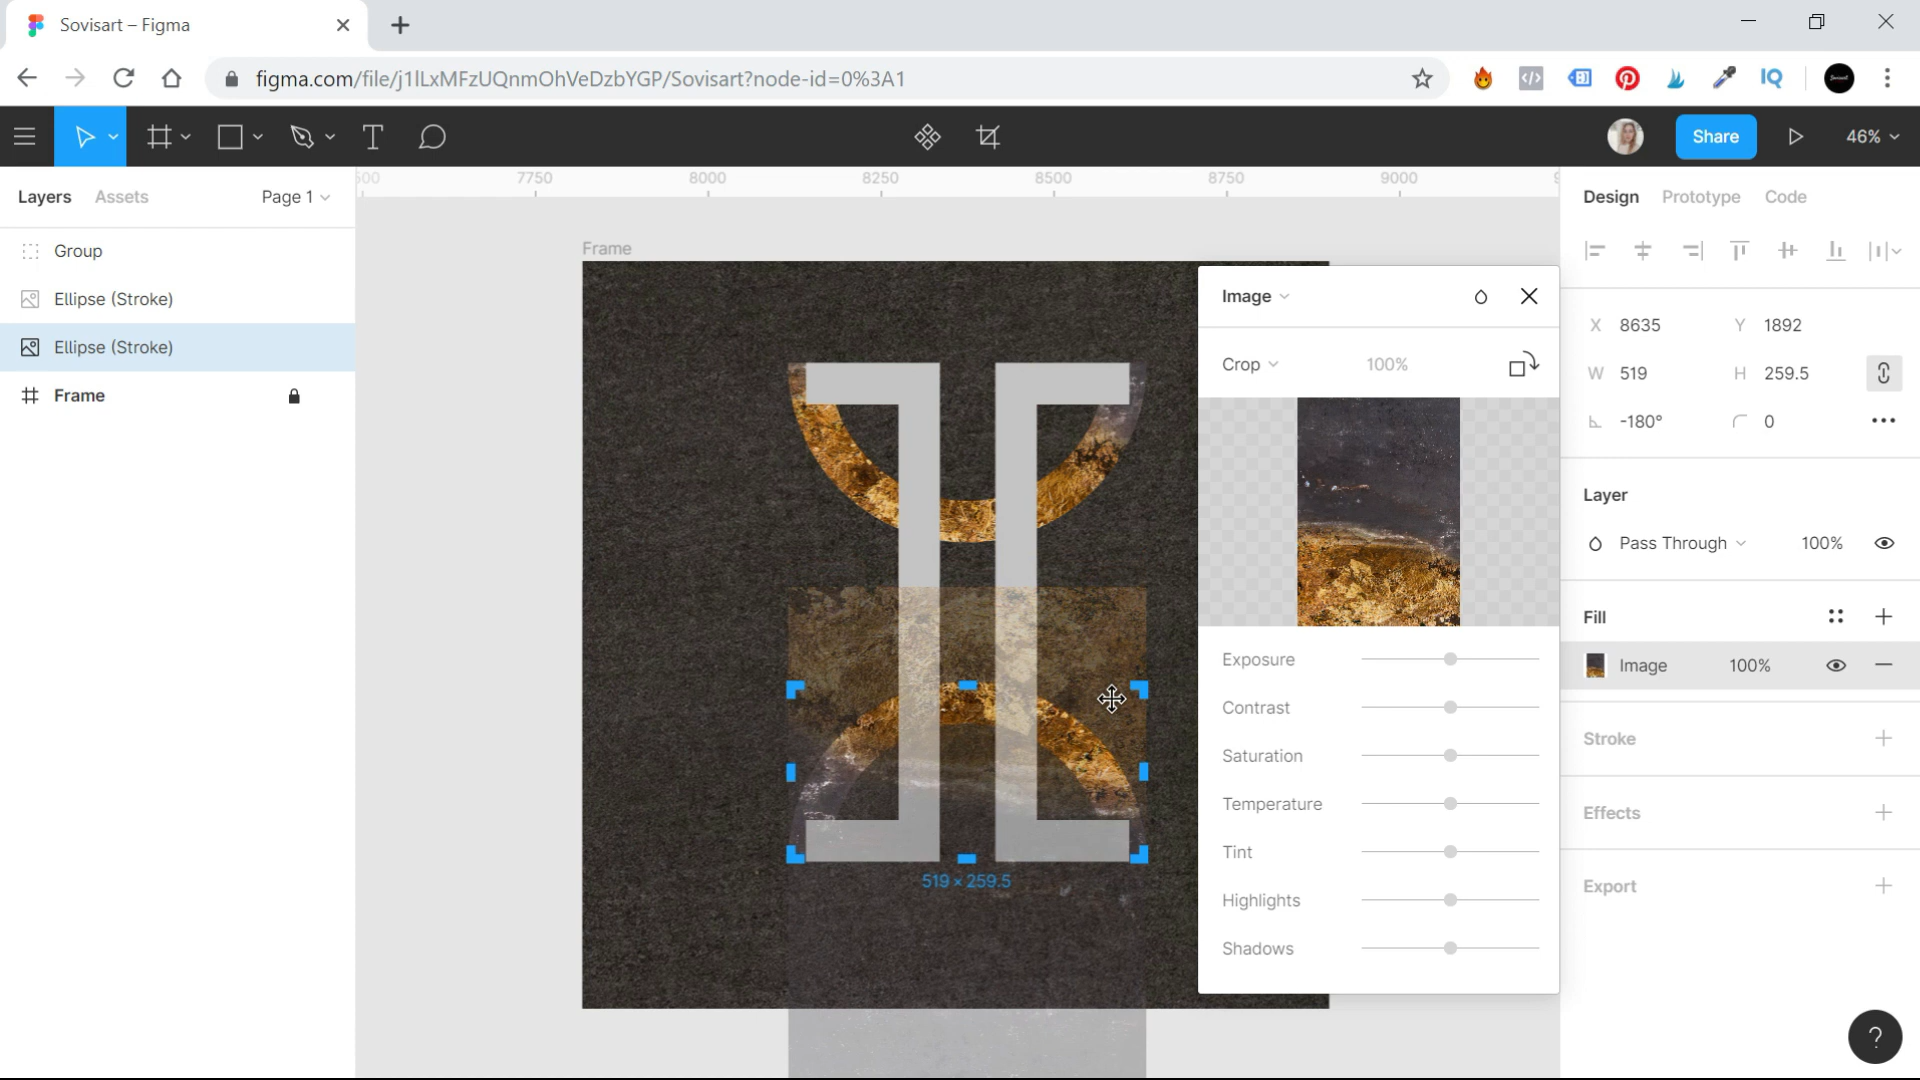 Sovisart – Figma
figma.com/file/j1lLxMFzUQnmOhVeDzbYGP/Sovisart?node-id=0%3A1
Share
46%
Layers
Assets
Page 1
7750
8000
8250
8500
8750
9000
Design
Prototype
Code
Group
Ellipse (Stroke)
Ellipse (Stroke)
Frame
Frame
519 × 259.5
Image
Crop
100%
Exposure
Contrast
Saturation
Temperature
Tint
Highlights
Shadows
X 8635 Y 1892
W 519 H 259.5
-180° 0
Layer
Pass Through 100%
Fill
Image 100%
Stroke
Effects
Export
?